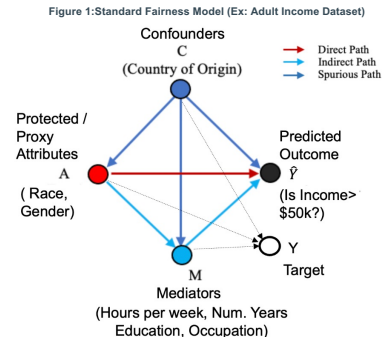 Figure 1:Standard Fairness Model (Ex: Adult Income Dataset)
Confounders
C
(Country of Origin)
Direct Path
Indirect Path
Spurious Path
Protected /
Proxy
Attributes
A
( Race,
Gender)
Predicted
Outcome
Ŷ
(Is Income>
$50k?)
Y
Target
M
Mediators
(Hours per week, Num. Years
Education, Occupation)